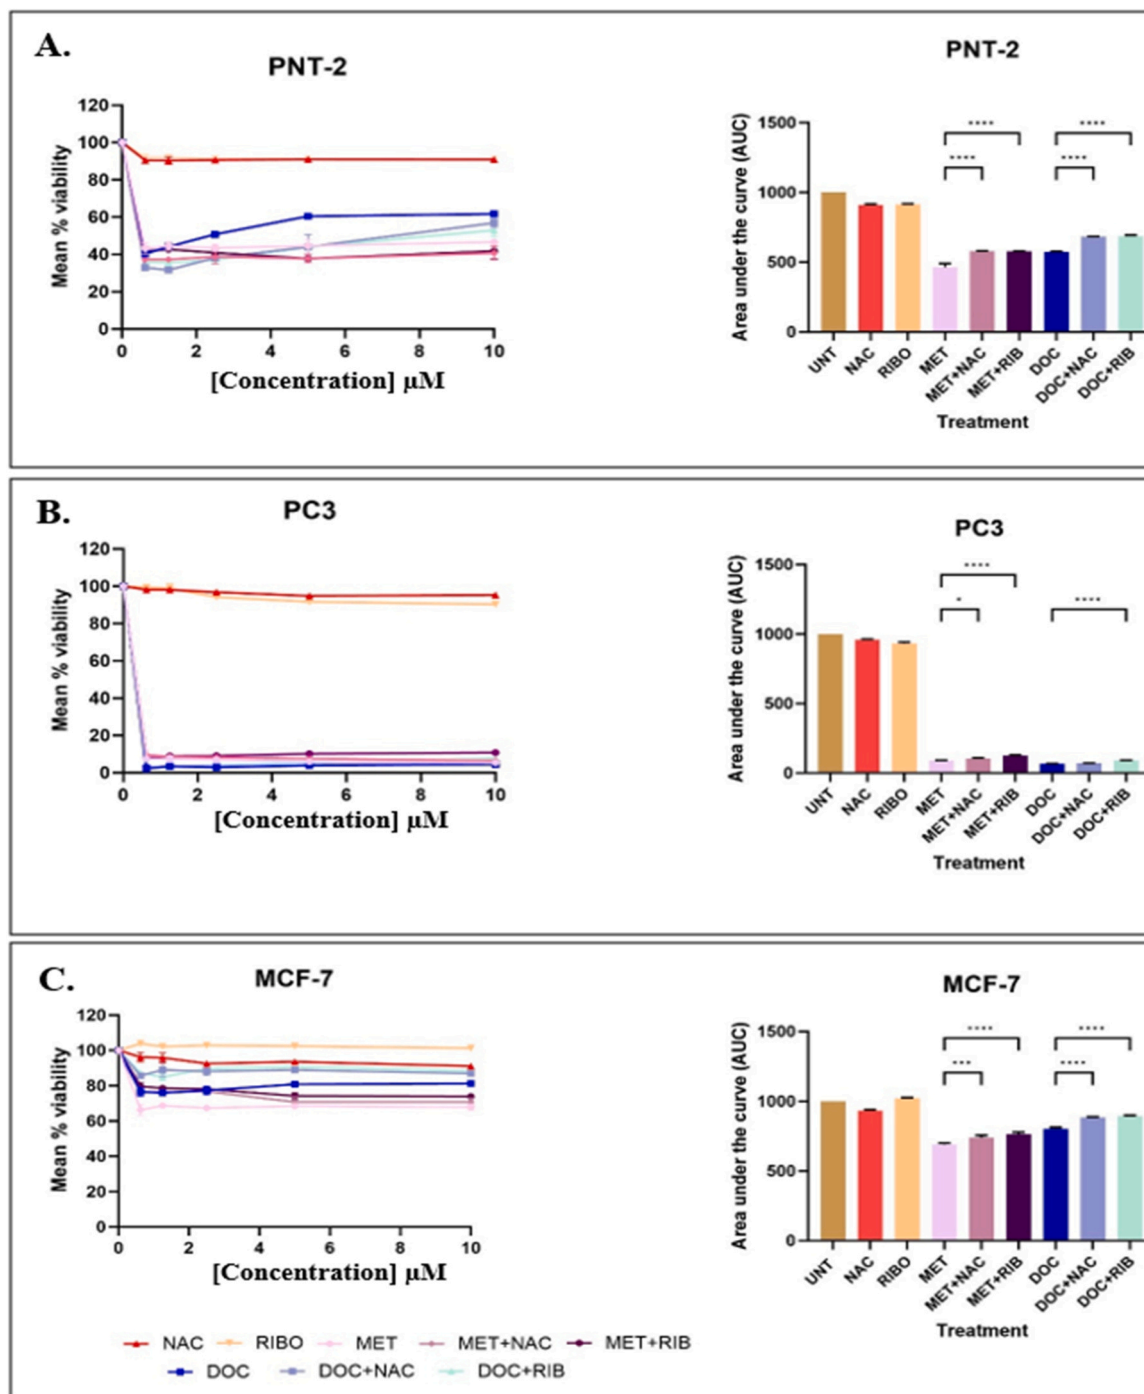 A.
PNT-2
120
100
80
60
40
20
0
Mean % viability
0 2 4 6 8 10
[Concentration] µM
PNT-2
1500
1000
500
0
Area under the curve (AUC)
**** ****
**** ****
UNT NAC RIBO MET MET+NAC MET+RIB DOC DOC+NAC DOC+RIB
Treatment
B.
PC3
120
100
80
60
40
20
0
Mean % viability
0 2 4 6 8 10
[Concentration] µM
PC3
1500
1000
500
0
Area under the curve (AUC)
****
* ****
UNT NAC RIBO MET MET+NAC MET+RIB DOC DOC+NAC DOC+RIB
Treatment
C.
MCF-7
120
100
80
60
40
20
0
Mean % viability
0 2 4 6 8 10
[Concentration] µM
MCF-7
1500
1000
500
0
Area under the curve (AUC)
**** ****
*** ****
UNT NAC RIBO MET MET+NAC MET+RIB DOC DOC+NAC DOC+RIB
Treatment
NAC RIBO MET MET+NAC MET+RIB
DOC DOC+NAC DOC+RIB